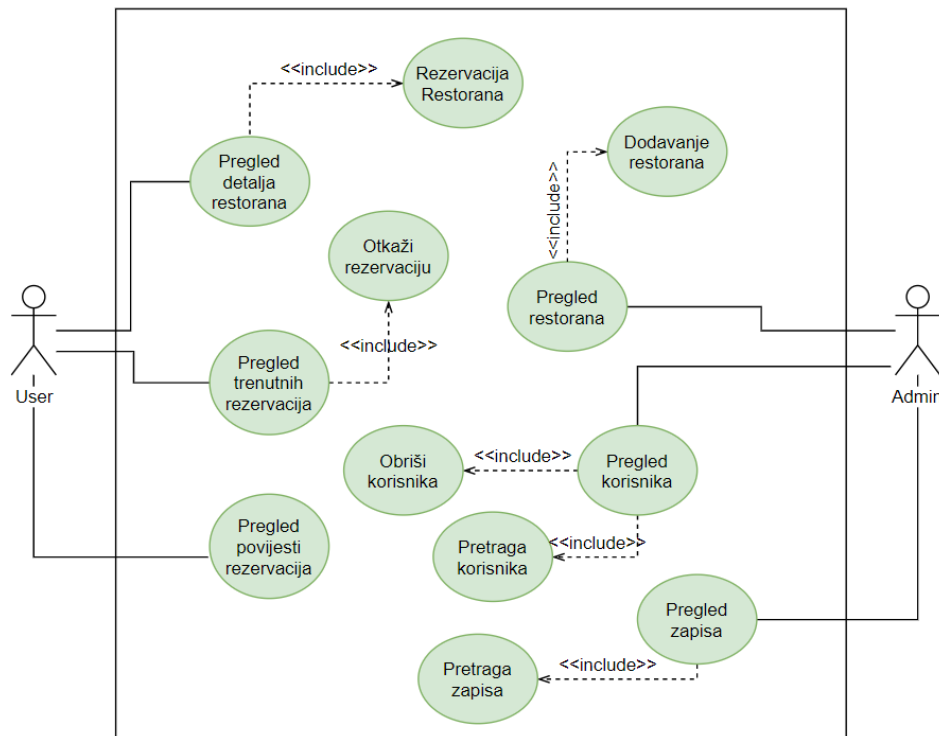 <<include>>
Rezervacija
Restorana
Pregled
detalja
restorana
Dodavanje
restorana
<<include>>
Otkaži
rezervaciju
Pregled
restorana
<<include>>
Pregled
trenutnih
rezervacija
User
Admin
Obriši
korisnika
<<include>>
Pregled
korisnika
Pregled
povijesti
rezervacija
Pretraga
korisnika
<<include>>
Pregled
zapisa
Pretraga
zapisa
<<include>>